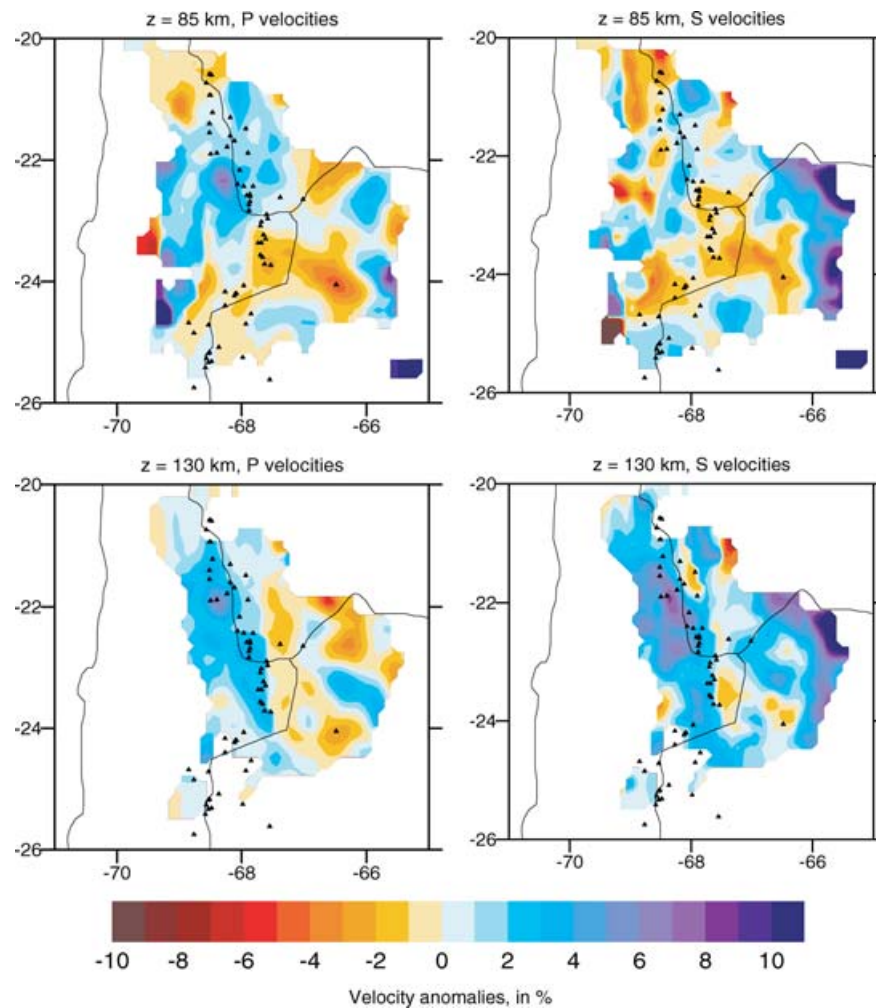 z = 85 km, P velocities
z = 85 km, S velocities
-20
-22
-24
-26
-70 -68 -66
-20
-22
-24
-26
-70 -68 -66
z = 130 km, P velocities
z = 130 km, S velocities
-20
-22
-24
-26
-70 -68 -66
-20
-22
-24
-26
-70 -68 -66
-10 -8 -6 -4 -2 0 2 4 6 8 10
Velocity anomalies, in %